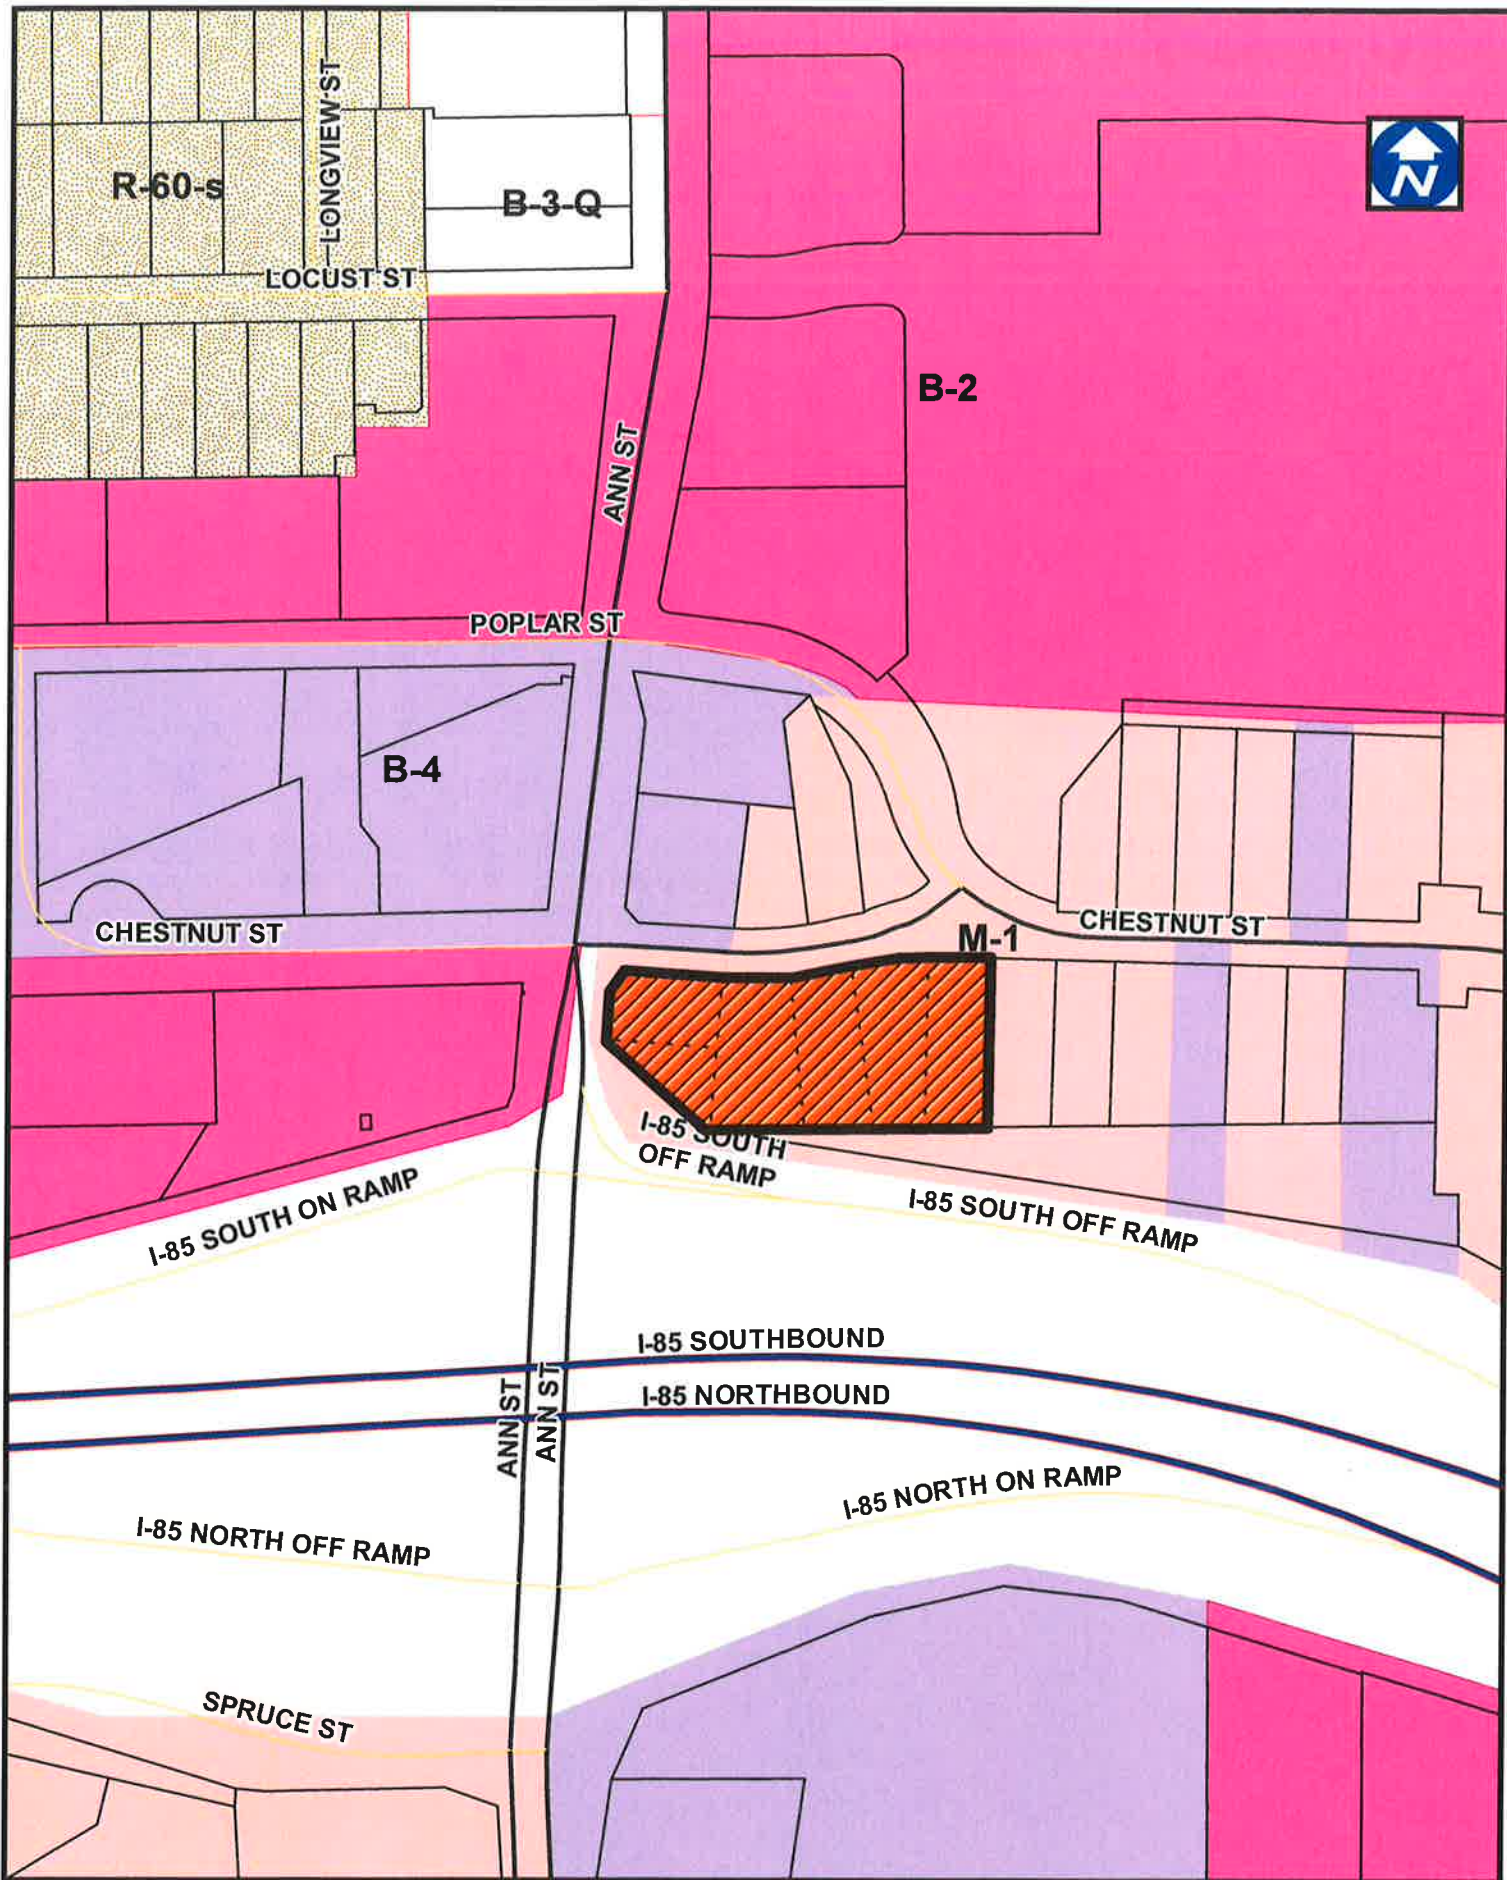 LONGVIEW ST
R-60-s
B-3-Q
N
LOCUST ST
B-2
ANN ST
POPLAR ST
B-4
CHESTNUT ST
CHESTNUT ST
M-1
I-85 SOUTH
OFF RAMP
I-85 SOUTH ON RAMP
I-85 SOUTH OFF RAMP
I-85 SOUTHBOUND
I-85 NORTHBOUND
ANN ST
ANN ST
I-85 NORTH ON RAMP
I-85 NORTH OFF RAMP
SPRUCE ST